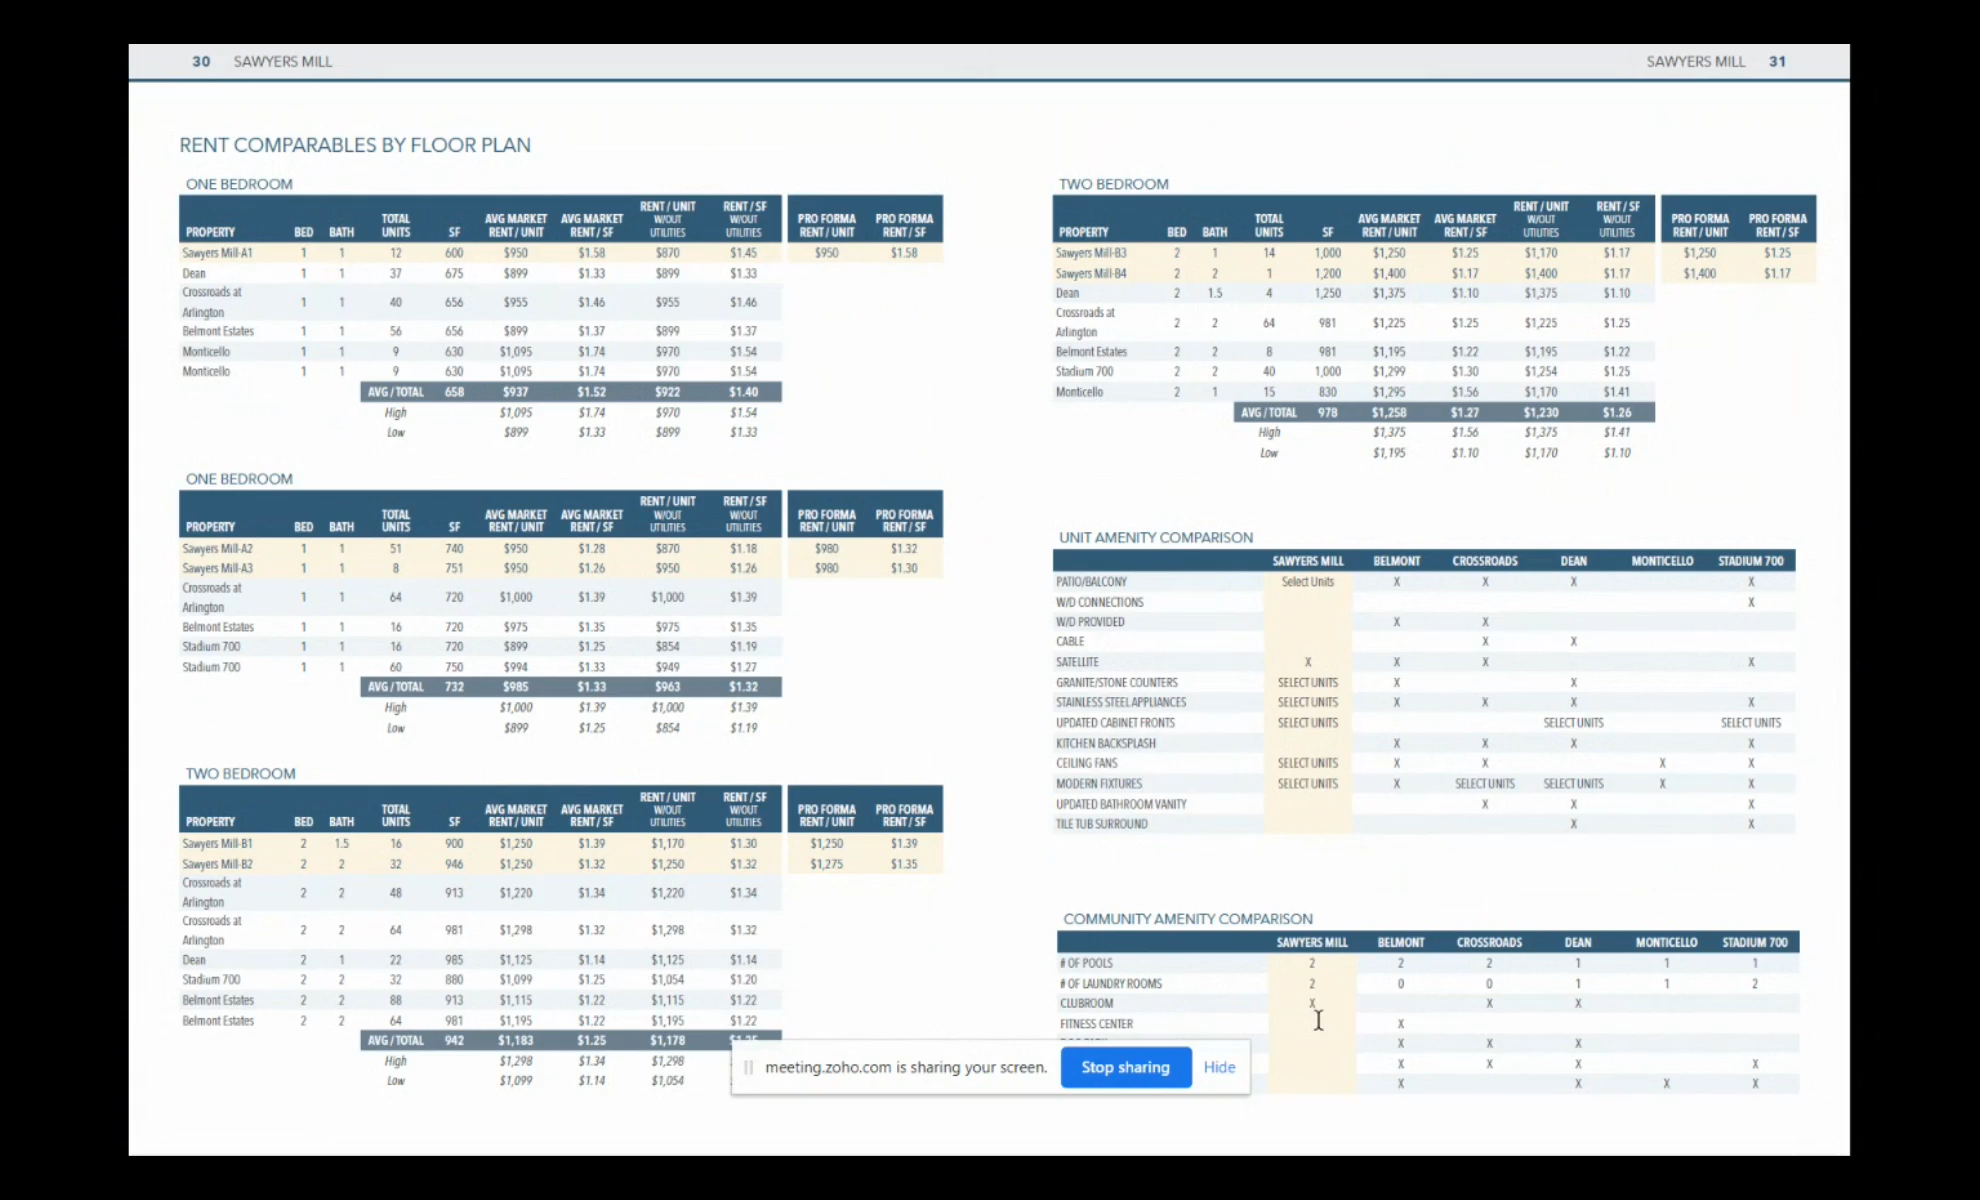 30 SAWYERS MILL
SAWYERS MILL 31
RENT COMPARABLES BY FLOOR PLAN
ONE BEDROOM
PROPERTY BED BATH TOTAL UNITS SF AVG MARKET RENT / UNIT AVG MARKET RENT / SF RENT / UNIT W/OUT UTILITIES RENT / SF W/OUT UTILITIES PRO FORMA RENT / UNIT PRO FORMA RENT / SF
Sawyers Mill-A1 1 1 12 600 $950 $1.58 $870 $1.45 $950 $1.58
Dean 1 1 37 675 $899 $1.33 $899 $1.33
Crossroads at Arlington 1 1 40 656 $955 $1.46 $955 $1.46
Belmont Estates 1 1 56 656 $899 $1.37 $899 $1.37
Monticello 1 1 9 630 $1,095 $1.74 $970 $1.54
Monticello 1 1 9 630 $1,095 $1.74 $970 $1.54
AVG / TOTAL 658 $937 $1.52 $922 $1.40
High $1,095 $1.74 $970 $1.54
Low $899 $1.33 $899 $1.33
ONE BEDROOM
PROPERTY BED BATH TOTAL UNITS SF AVG MARKET RENT / UNIT AVG MARKET RENT / SF RENT / UNIT W/OUT UTILITIES RENT / SF W/OUT UTILITIES PRO FORMA RENT / UNIT PRO FORMA RENT / SF
Sawyers Mill-A2 1 1 51 740 $950 $1.28 $870 $1.18 $980 $1.32
Sawyers Mill-A3 1 1 8 751 $950 $1.26 $950 $1.26 $980 $1.30
Crossroads at Arlington 1 1 64 720 $1,000 $1.39 $1,000 $1.39
Belmont Estates 1 1 16 720 $975 $1.35 $975 $1.35
Stadium 700 1 1 16 720 $899 $1.25 $854 $1.19
Stadium 700 1 1 60 750 $994 $1.33 $949 $1.27
AVG / TOTAL 732 $985 $1.33 $963 $1.32
High $1,000 $1.39 $1,000 $1.39
Low $899 $1.25 $854 $1.19
TWO BEDROOM
PROPERTY BED BATH TOTAL UNITS SF AVG MARKET RENT / UNIT AVG MARKET RENT / SF RENT / UNIT W/OUT UTILITIES RENT / SF W/OUT UTILITIES PRO FORMA RENT / UNIT PRO FORMA RENT / SF
Sawyers Mill-B1 2 1.5 16 900 $1,250 $1.39 $1,170 $1.30 $1,250 $1.39
Sawyers Mill-B2 2 2 32 946 $1,250 $1.32 $1,250 $1.32 $1,275 $1.35
Crossroads at Arlington 2 2 48 913 $1,220 $1.34 $1,220 $1.34
Crossroads at Arlington 2 2 64 981 $1,298 $1.32 $1,298 $1.32
Dean 2 1 22 985 $1,125 $1.14 $1,125 $1.14
Stadium 700 2 2 32 880 $1,099 $1.25 $1,054 $1.20
Belmont Estates 2 2 88 913 $1,115 $1.22 $1,115 $1.22
Belmont Estates 2 2 64 981 $1,195 $1.22 $1,195 $1.22
AVG / TOTAL 942 $1,183 $1.25 $1,178
High $1,298 $1.34 $1,298
Low $1,099 $1.14 $1,054
TWO BEDROOM
PROPERTY BED BATH TOTAL UNITS SF AVG MARKET RENT / UNIT AVG MARKET RENT / SF RENT / UNIT W/OUT UTILITIES RENT / SF W/OUT UTILITIES PRO FORMA RENT / UNIT PRO FORMA RENT / SF
Sawyers Mill-B3 2 1 14 1,000 $1,250 $1.25 $1,170 $1.17 $1,250 $1.25
Sawyers Mill-B4 2 2 1 1,200 $1,400 $1.17 $1,400 $1.17 $1,400 $1.17
Dean 2 1.5 4 1,250 $1,375 $1.10 $1,375 $1.10
Crossroads at Arlington 2 2 64 981 $1,225 $1.25 $1,225 $1.25
Belmont Estates 2 2 8 981 $1,195 $1.22 $1,195 $1.22
Stadium 700 2 2 40 1,000 $1,299 $1.30 $1,254 $1.25
Monticello 2 1 15 830 $1,295 $1.56 $1,170 $1.41
AVG / TOTAL 978 $1,258 $1.27 $1,230 $1.26
High $1,375 $1.56 $1,375 $1.41
Low $1,195 $1.10 $1,170 $1.10
UNIT AMENITY COMPARISON
SAWYERS MILL BELMONT CROSSROADS DEAN MONTICELLO STADIUM 700
PATIO/BALCONY Select Units X X X X
W/D CONNECTIONS X
W/D PROVIDED X X
CABLE X X
SATELLITE X X X X
GRANITE/STONE COUNTERS SELECT UNITS X X
STAINLESS STEEL APPLIANCES SELECT UNITS X X X X
UPDATED CABINET FRONTS SELECT UNITS SELECT UNITS SELECT UNITS
KITCHEN BACKSPLASH X X X X
CEILING FANS SELECT UNITS X X X X
MODERN FIXTURES SELECT UNITS X SELECT UNITS SELECT UNITS X X
UPDATED BATHROOM VANITY X X X
TILE TUB SURROUND X X
COMMUNITY AMENITY COMPARISON
SAWYERS MILL BELMONT CROSSROADS DEAN MONTICELLO STADIUM 700
# OF POOLS 2 2 2 1 1 1
# OF LAUNDRY ROOMS 2 0 0 1 1 2
CLUBROOM X X X
FITNESS CENTER X
X X X
X X X X
X X X X
meeting.zoho.com is sharing your screen. Stop sharing Hide